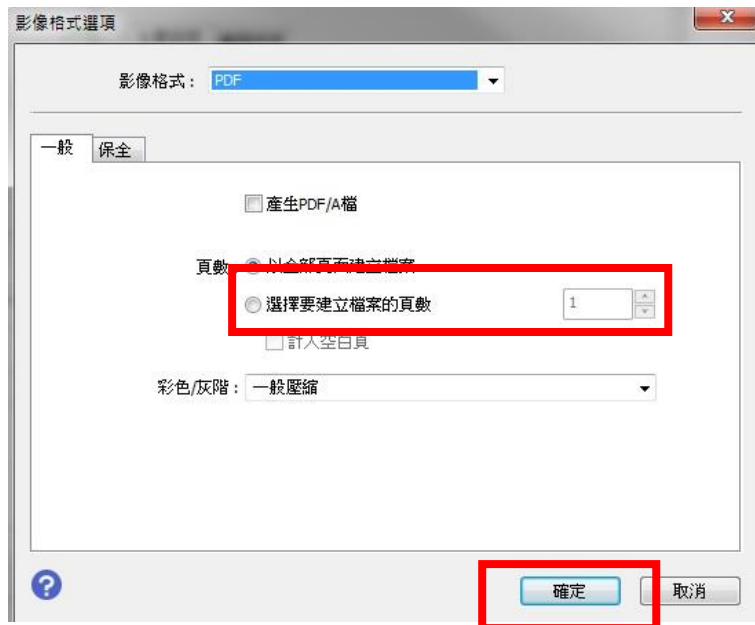 影像格式選項
影像格式： PDF
一般 保全
產生PDF/A檔
頁數 以全部頁面建立檔案
選擇要建立檔案的頁數 1
計入空白頁
彩色/灰階： 一般壓縮
確定 取消